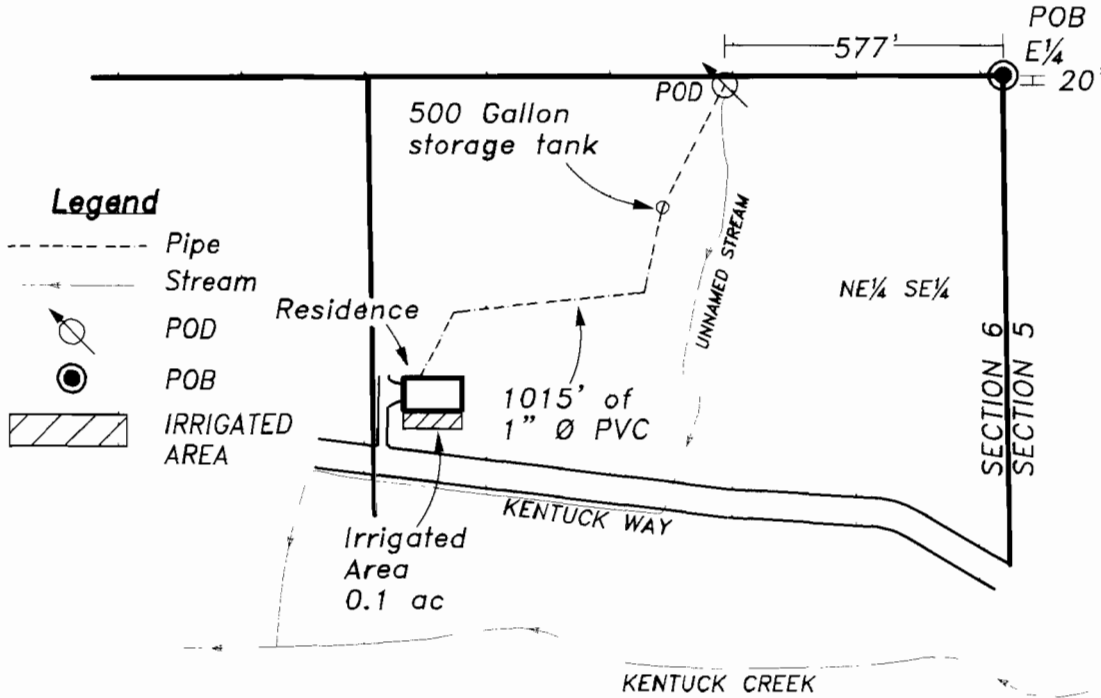 POB
E¼
577'
20'
POD
500 Gallon
storage tank
Legend
Pipe
Stream
POD
POB
IRRIGATED
AREA
Residence
UNNAMED STREAM
NE¼ SE¼
1015' of
1" Ø PVC
SECTION 6
SECTION 5
KENTUCK WAY
Irrigated
Area
0.1 ac
KENTUCK CREEK